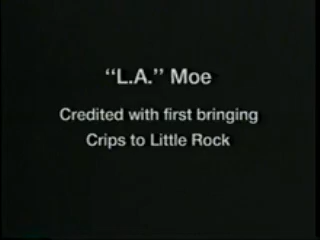 “L.A.” Moe
Credited with first bringing
Crips to Little Rock